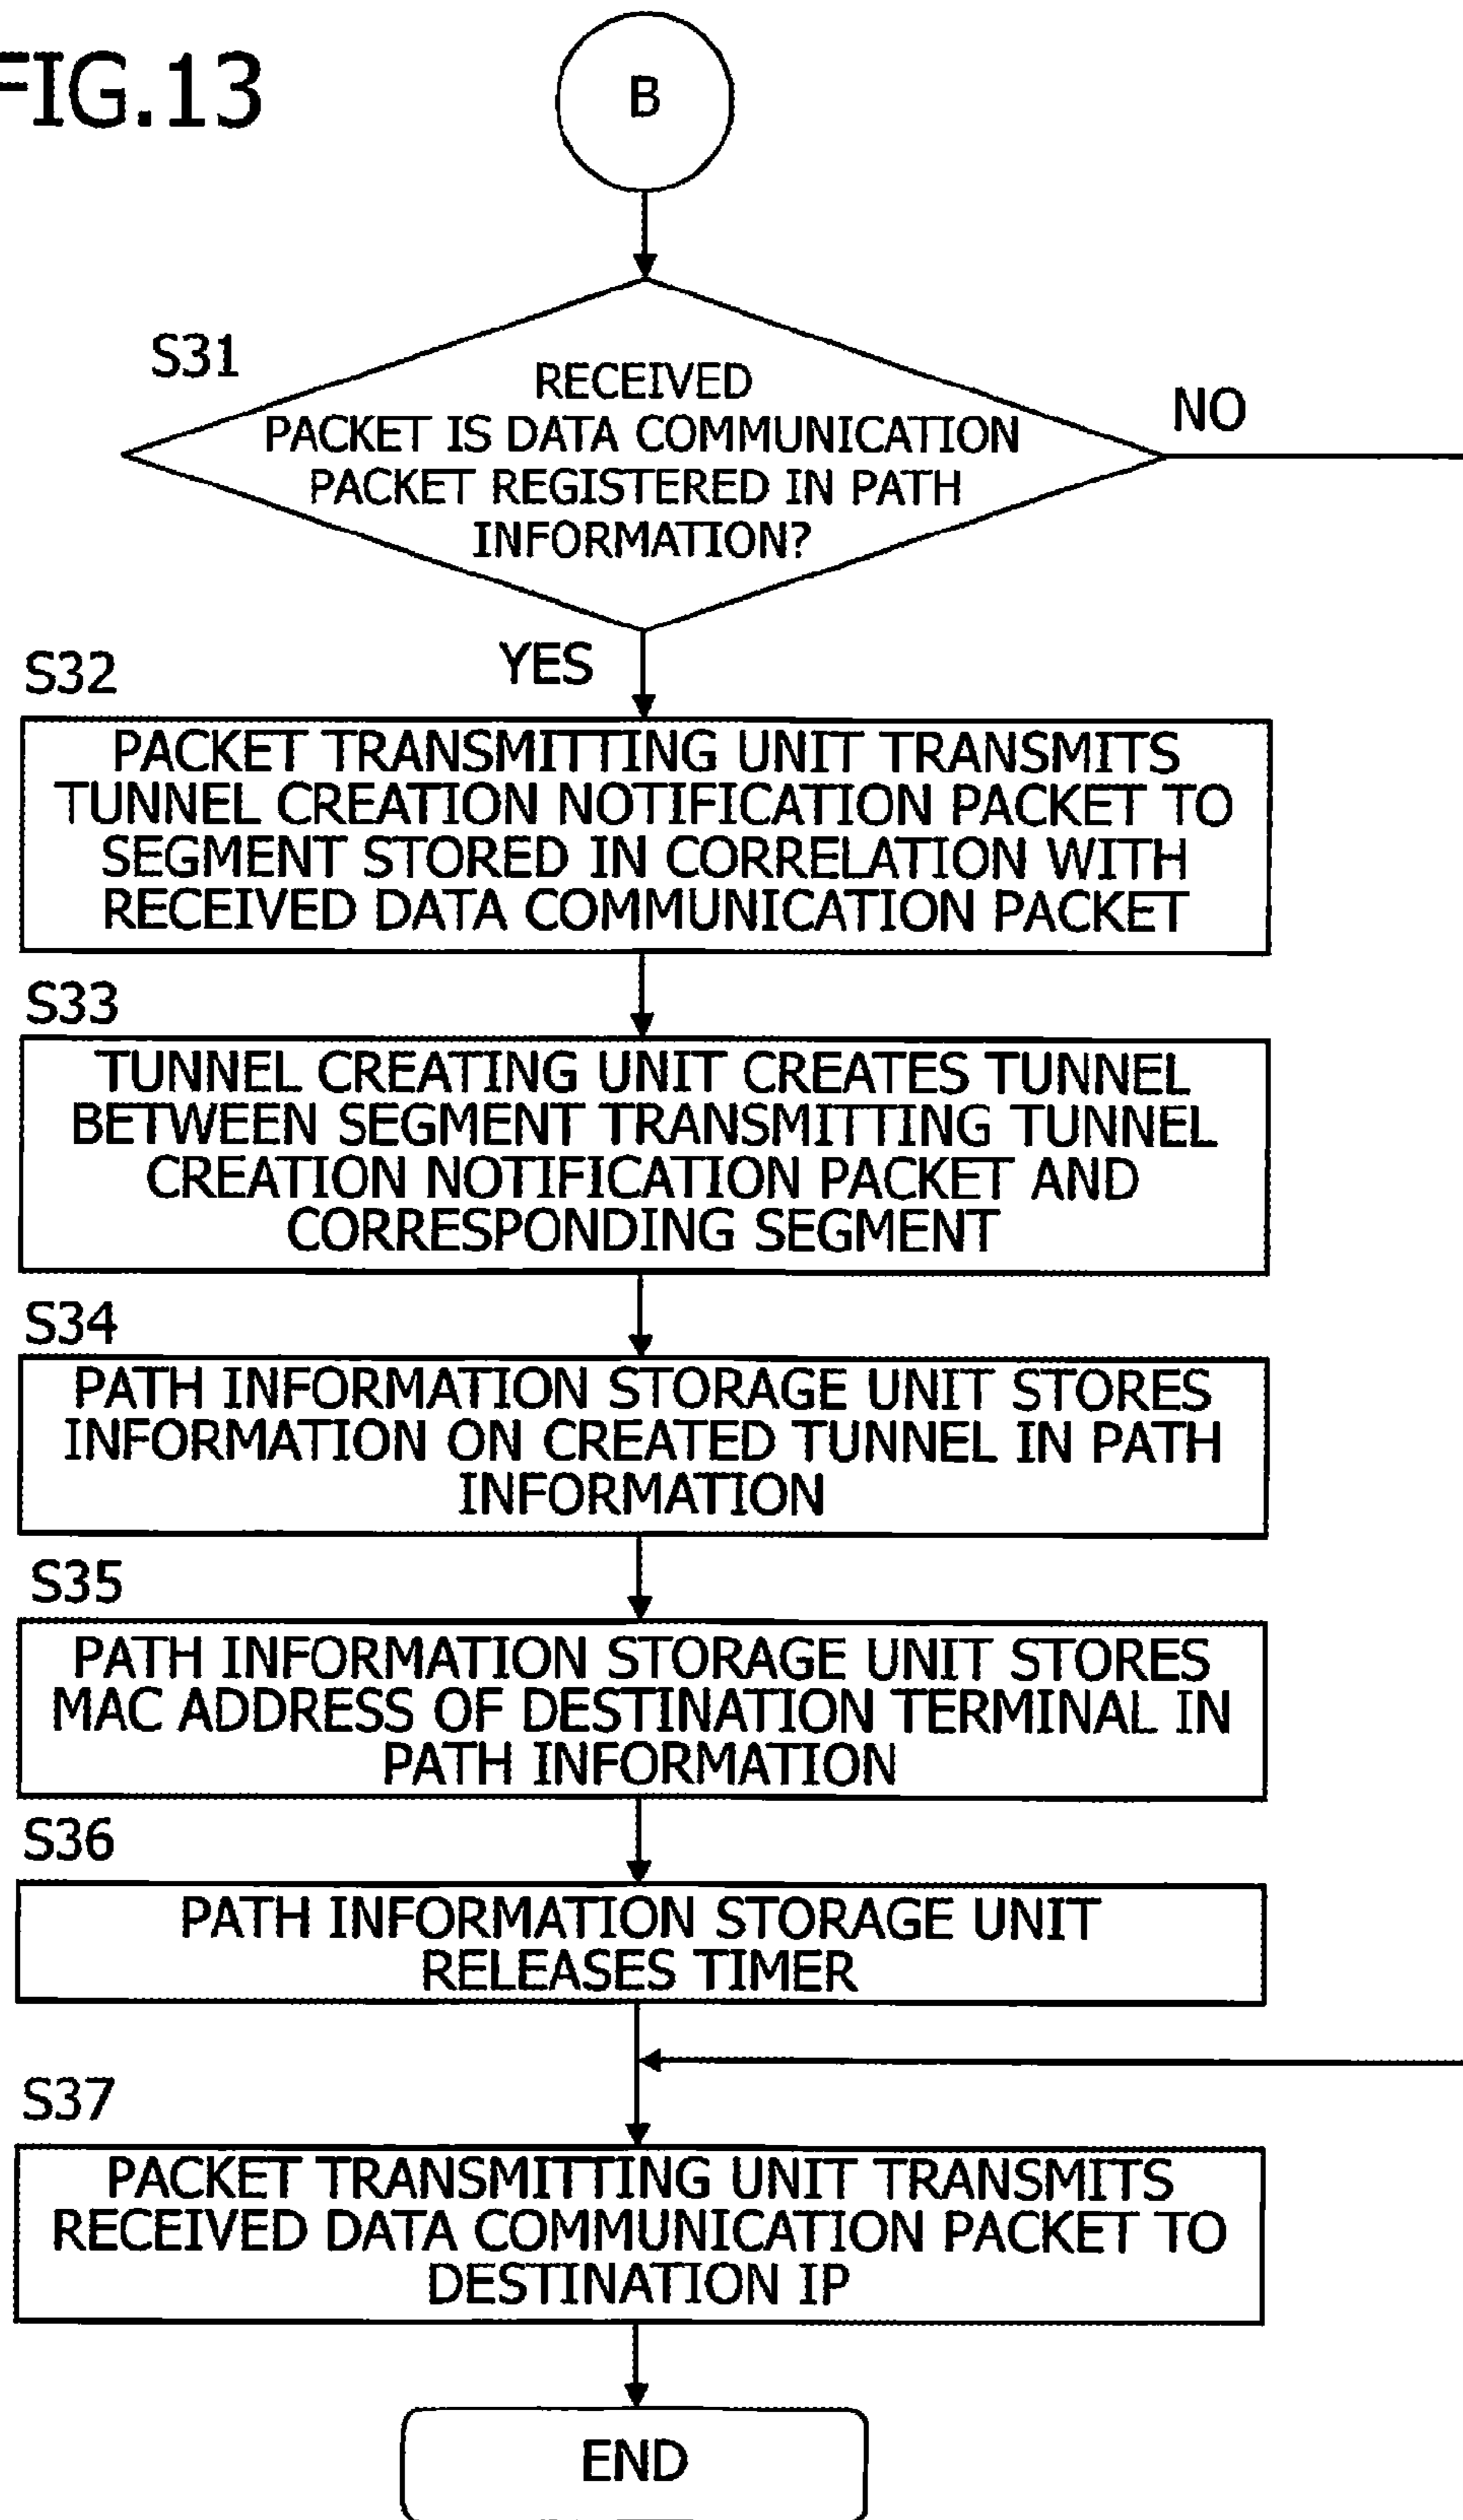 FIG.13
B
S31
RECEIVED
PACKET IS DATA COMMUNICATION
PACKET REGISTERED IN PATH
INFORMATION?
NO
YES
S32
PACKET TRANSMITTING UNIT TRANSMITS
TUNNEL CREATION NOTIFICATION PACKET TO
SEGMENT STORED IN CORRELATION WITH
RECEIVED DATA COMMUNICATION PACKET
S33
TUNNEL CREATING UNIT CREATES TUNNEL
BETWEEN SEGMENT TRANSMITTING TUNNEL
CREATION NOTIFICATION PACKET AND
CORRESPONDING SEGMENT
S34
PATH INFORMATION STORAGE UNIT STORES
INFORMATION ON CREATED TUNNEL IN PATH
INFORMATION
S35
PATH INFORMATION STORAGE UNIT STORES
MAC ADDRESS OF DESTINATION TERMINAL IN
PATH INFORMATION
S36
PATH INFORMATION STORAGE UNIT
RELEASES TIMER
S37
PACKET TRANSMITTING UNIT TRANSMITS
RECEIVED DATA COMMUNICATION PACKET TO
DESTINATION IP
END